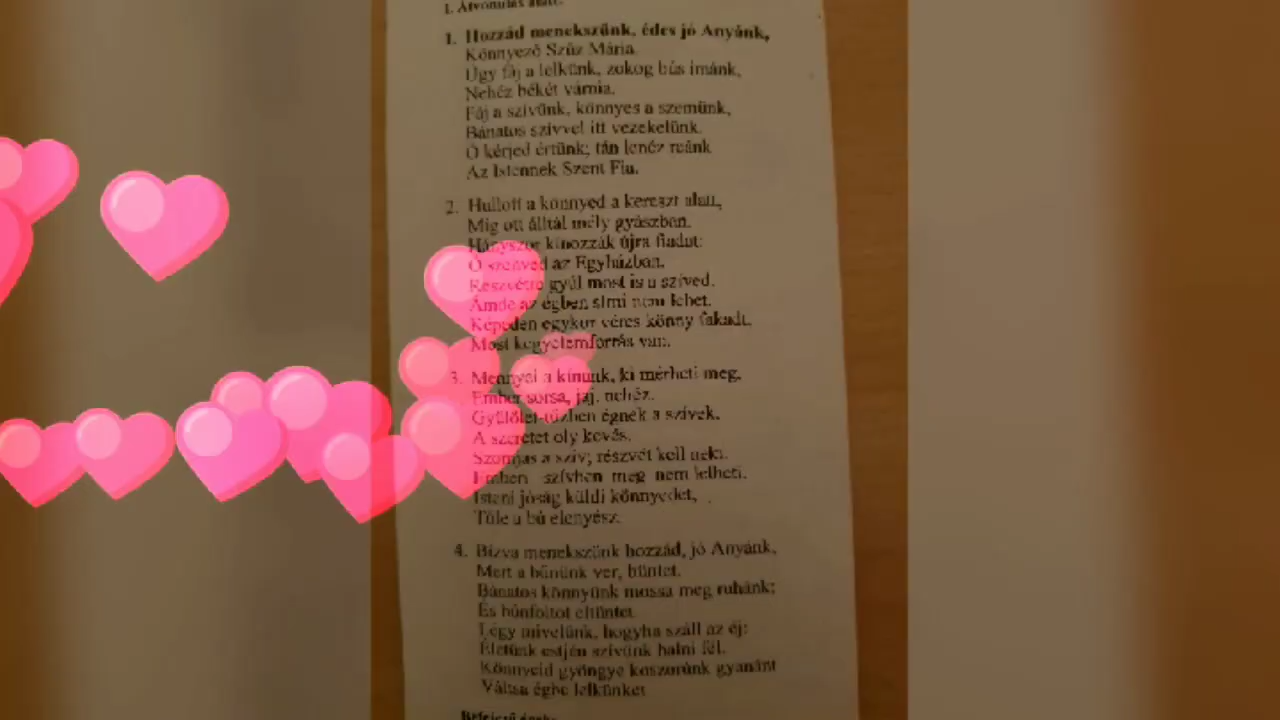 I. Átvonulás alatt:
1. Hozzád menekszünk, édes jó Anyánk,
Könnyező Szűz Mária.
Úgy fáj a lelkünk, zokog bús imánk,
Nehéz békét várnia.
Fáj a szívünk, könnyes a szemünk,
Bánatos szívvel itt vezekelünk.
Ó kérjed értünk; tán lenéz reánk
Az Istennek Szent Fia.
2. Hullott a könnyed a kereszt alatt,
Míg ott álltál mély gyászban.
Hányszor kínozzák újra fiadat:
Ő szenved az Egyházban.
Részvétre gyúl most is a szíved.
Ámde az égben sírni nem lehet.
Képeden egykor véres könny fakadt.
Most kegyelemforrás van.
3. Mennyei a kínunk, ki mérheti meg.
Ember sorsa, jaj, nehéz.
Gyűlölet-tűzben égnek a szívek.
A szeretet oly kevés.
Szomjas a szív; részvét kell neki.
Emberi szívben meg nem lelheti.
Isteni jóság küldi könnyedet,
Tőle a bú elenyész.
4. Bízva menekszünk hozzád, jó Anyánk,
Mert a bűnünk ver, büntet.
Bánatos könnyünk mossa meg ruhánk;
És bűnfoltot eltüntet
Légy mivelünk, hogyha száll az éj:
Életünk estjén szívünk halni fél.
Könnyeid gyöngye koszorúnk gyanánt
Váltsa égbe lelkünket
Befejező ének: